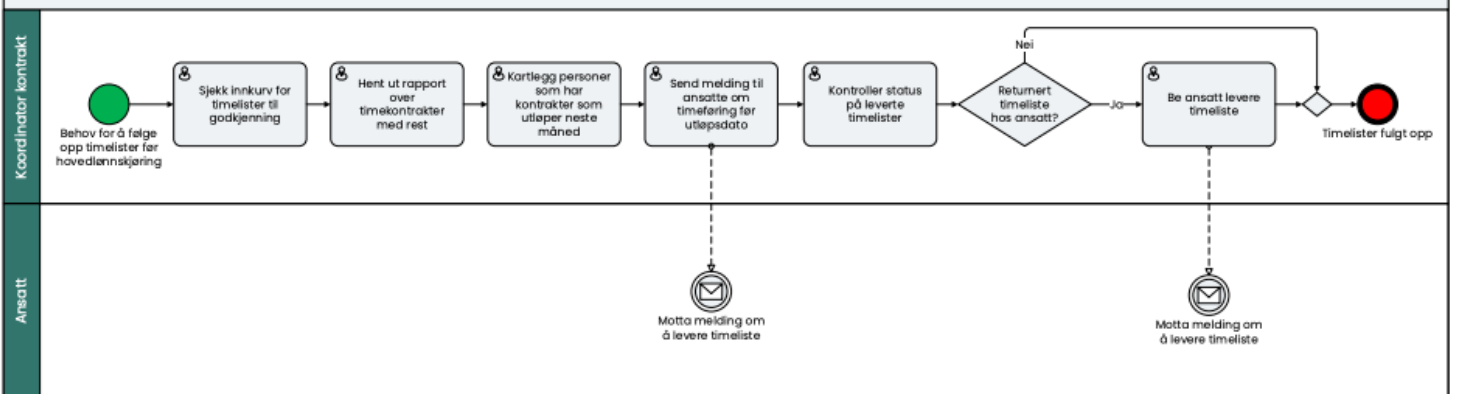 Koordinator kontrakt
Behov for å følge
opp timelister før
hovedlønnskjøring
Sjekk innkurv for
timelister til
godkjenning
Hent ut rapport
over
timekontrakter
med rest
Kartlegg personer
som har
kontrakter som
utløper neste
måned
Send melding til
ansatte om
timeføring før
utløpsdato
Kontroller status
på leverte
timelister
Returnert
timeliste
hos ansatt?
Nei
Ja
Be ansatt levere
timeliste
Timelister fulgt opp
Ansatt
Motta melding om
å levere timeliste
Motta melding om
å levere timeliste